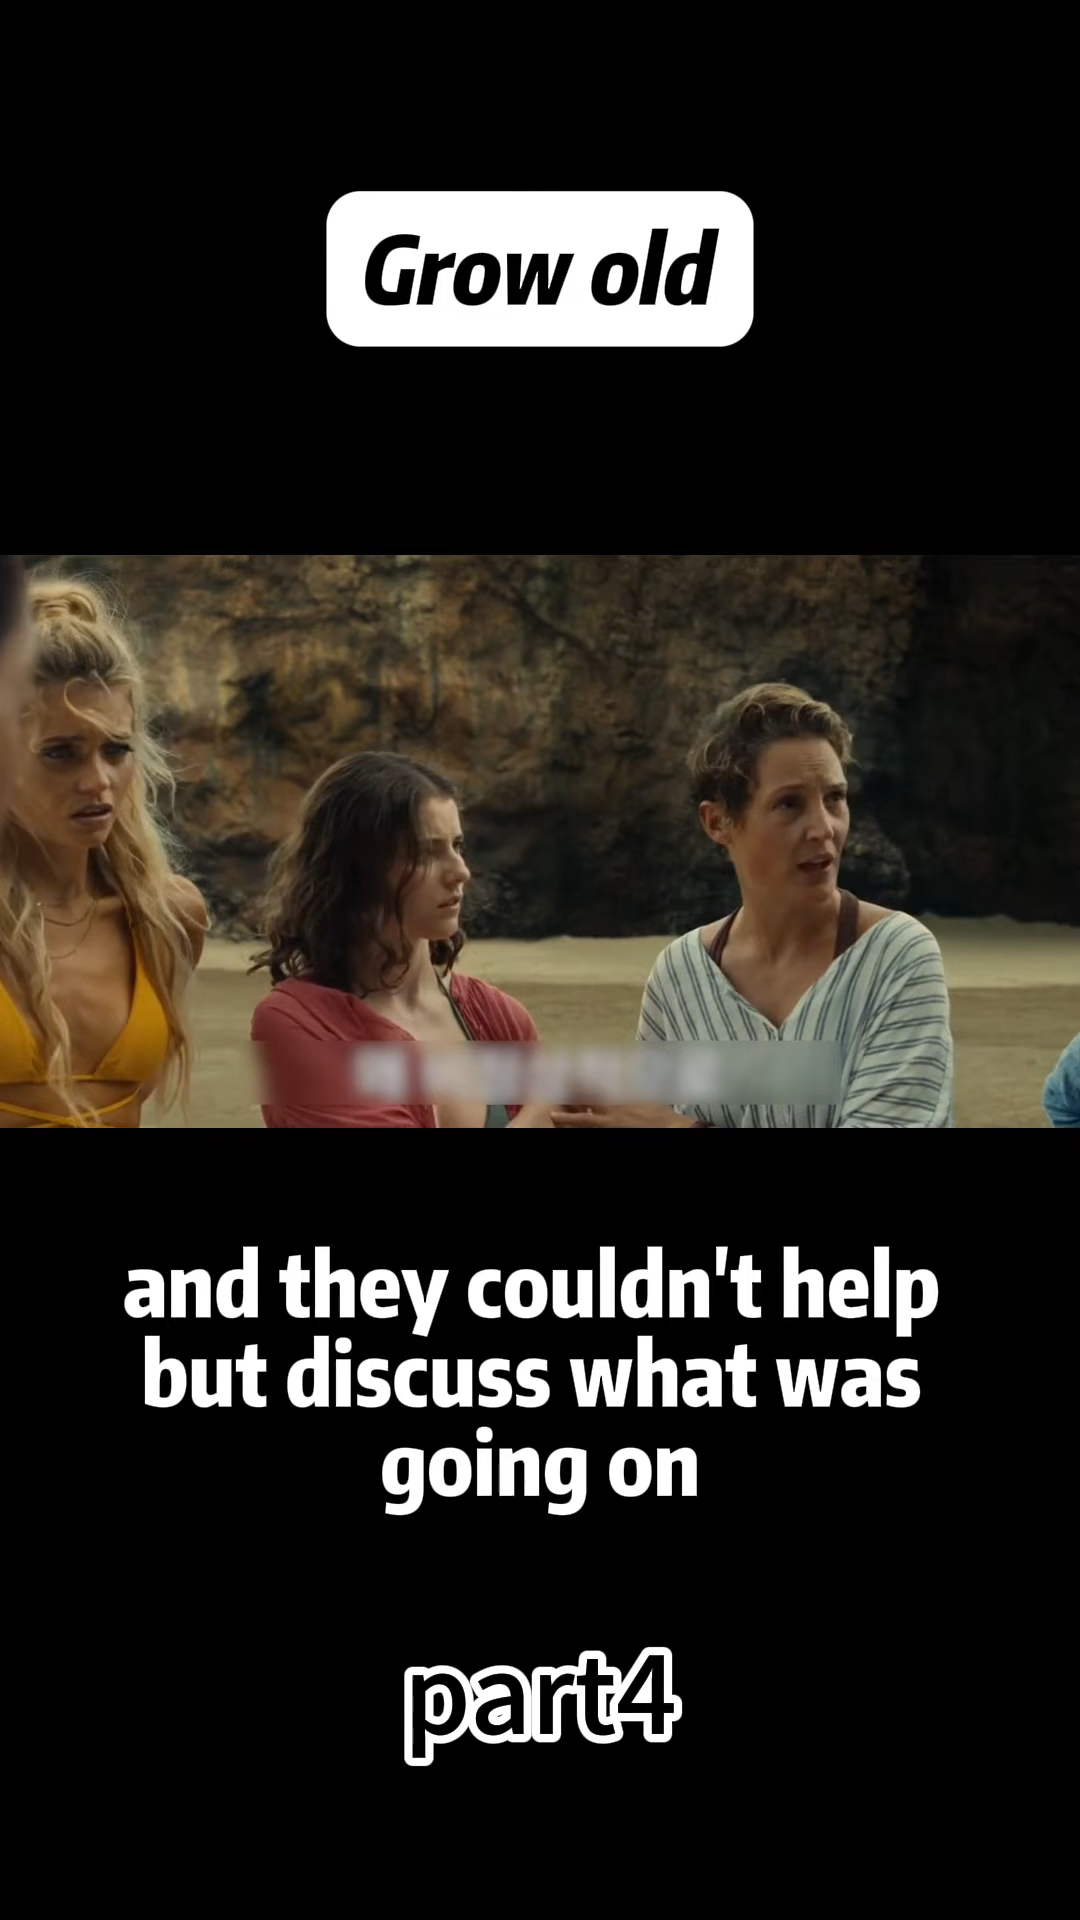 Grow old
and they couldn't help
but discuss what was
going on
part4